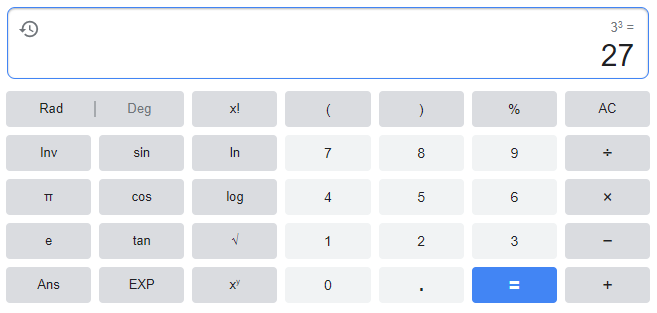 3³ =
27
Rad | Deg x! ( ) % AC
Inv sin ln 7 8 9 ÷
π cos log 4 5 6 ×
e tan √ 1 2 3 −
Ans EXP xʸ 0 . = +